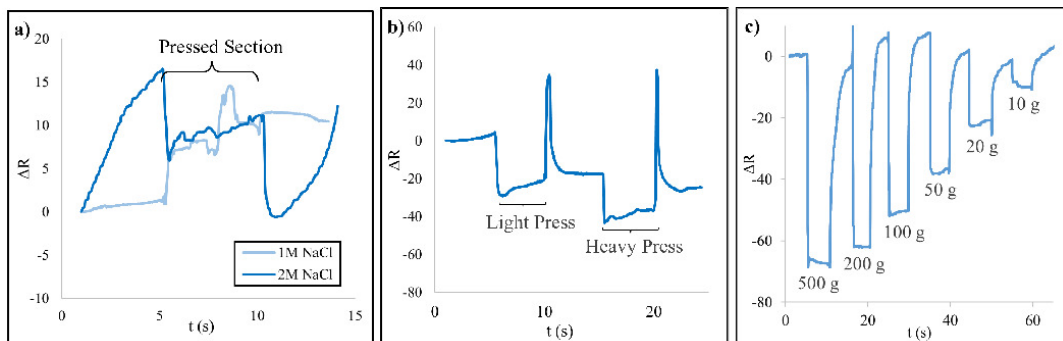 a)
20
15
10
5
0
-5
-10
ΔR
Pressed Section
1M NaCl
2M NaCl
0
5
10
15
t (s)
b)
60
40
20
0
-20
-40
-60
-80
ΔR
Light Press
Heavy Press
0
10
20
t (s)
c)
0
-20
-40
-60
-80
ΔR
500 g
200 g
100 g
50 g
20 g
10 g
0
20
40
60
t (s)